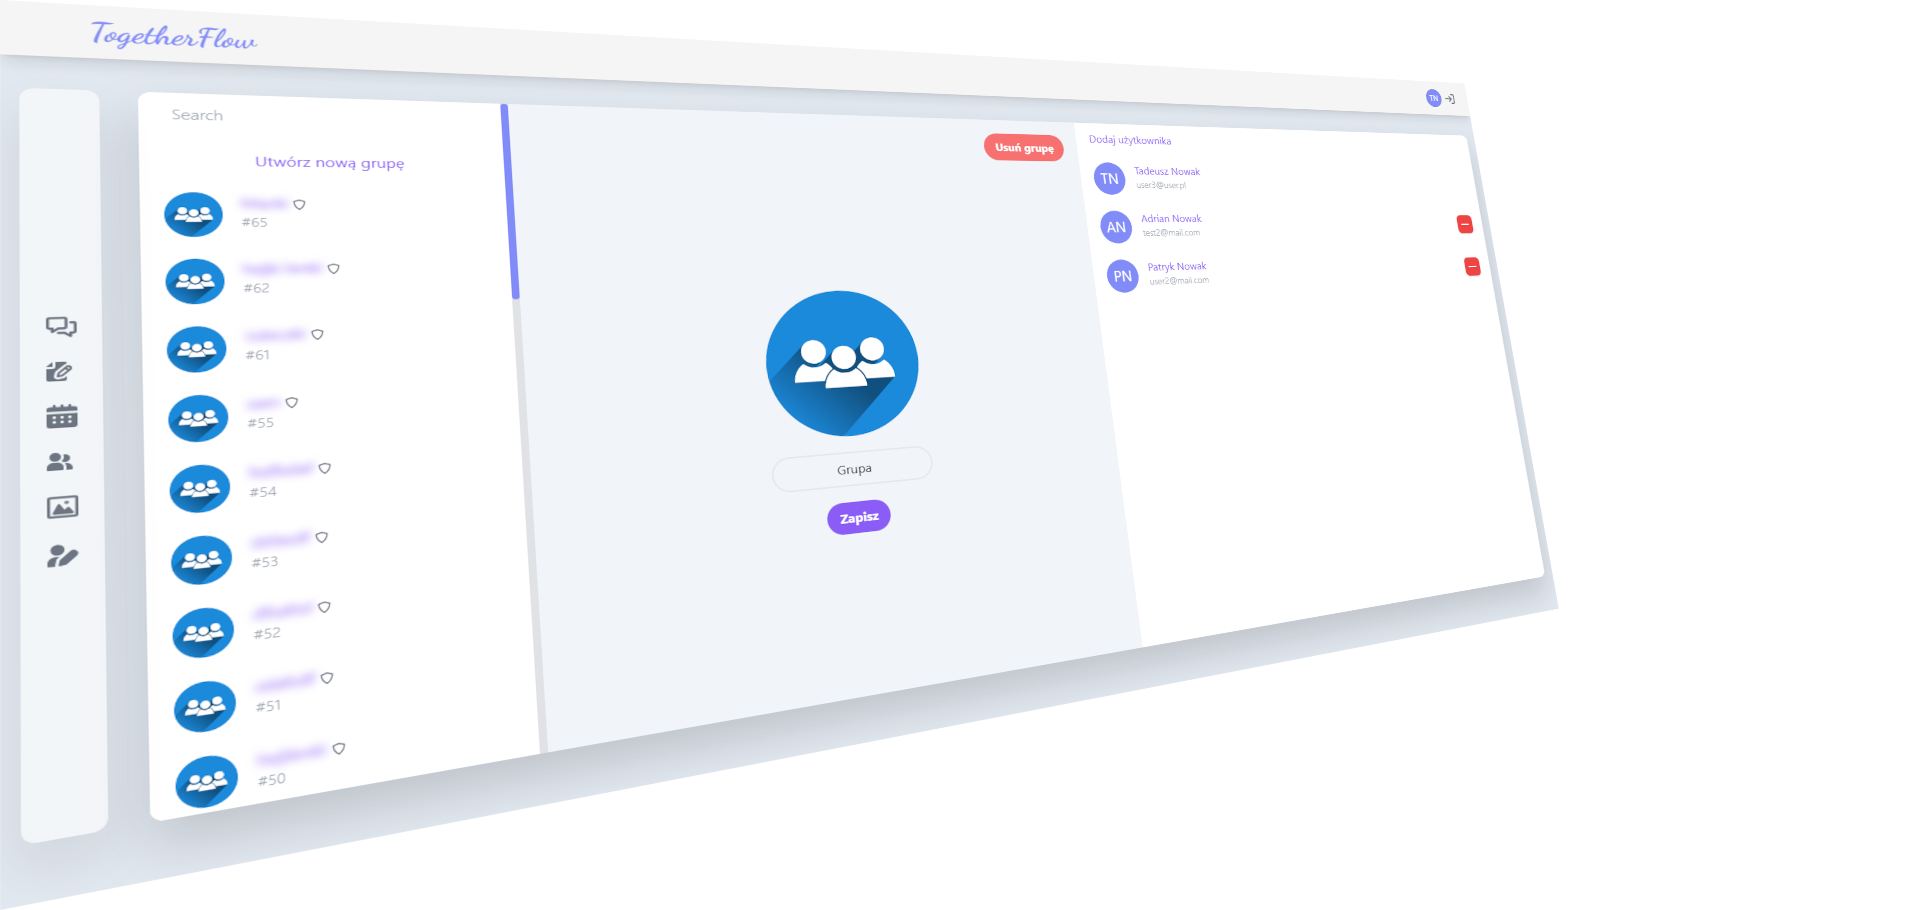 TogetherFlow
TN
Search
Utwórz nową grupę
#65
#62
#61
#55
#54
#53
#52
#51
#50
Usuń grupę
Grupa
Zapisz
Dodaj użytkownika
TN
Tadeusz Nowak
user3@user.pl
AN
Adrian Nowak
test2@mail.com
PN
Patryk Nowak
user2@mail.com